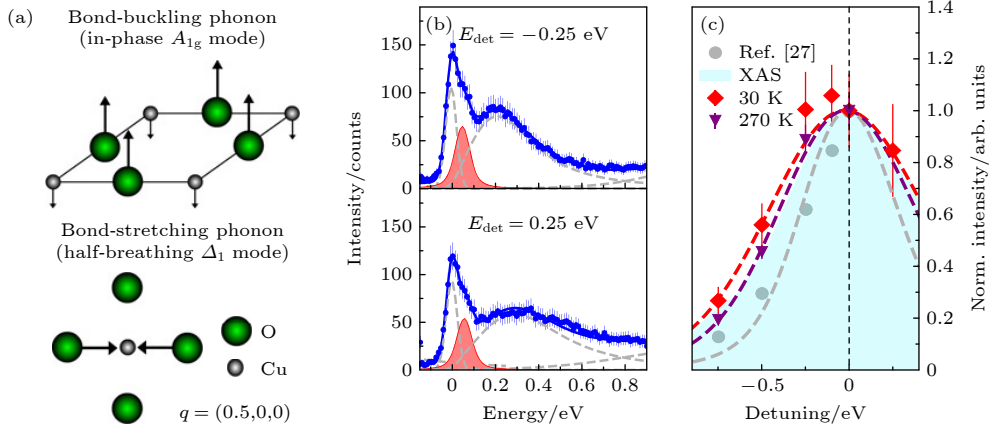 (a)
Bond-buckling phonon
(in-phase A1g mode)
Bond-stretching phonon
(half-breathing Δ1 mode)
O
Cu
q = (0.5,0,0)
(b)
Edet = −0.25 eV
150
100
50
0
Edet = 0.25 eV
150
100
50
0
Intensity/counts
0
0.2
0.4
0.6
0.8
Energy/eV
(c)
Ref. [27]
XAS
30 K
270 K
1.4
1.2
1.0
0.8
0.6
0.4
0.2
0
Norm. intensity/arb. units
−0.5
0
Detuning/eV